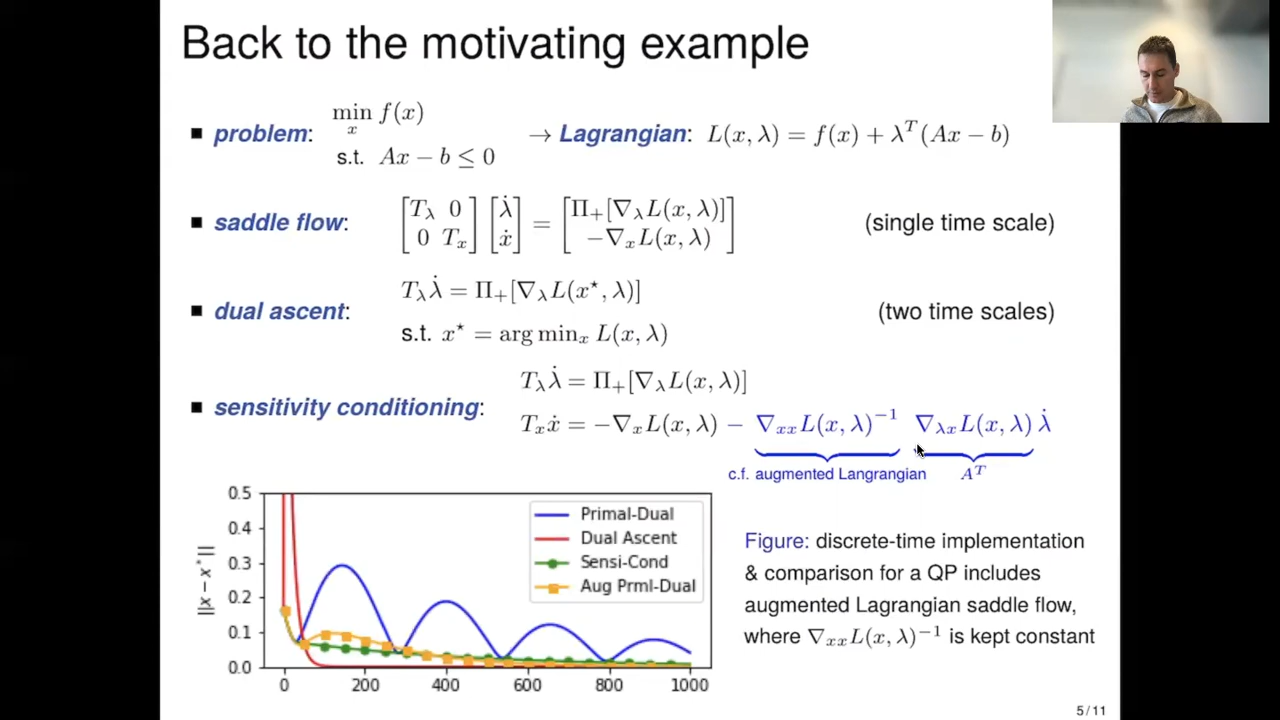 Back to the motivating example
■ problem: min_x f(x) s.t. Ax − b ≤ 0 → Lagrangian: L(x, λ) = f(x) + λ^T(Ax − b)
■ saddle flow: [T_λ 0; 0 T_x] [λ̇; ẋ] = [Π_+[∇_λ L(x, λ)]; −∇_x L(x, λ)] (single time scale)
■ dual ascent: T_λ λ̇ = Π_+[∇_λ L(x⋆, λ)] (two time scales)
s.t. x⋆ = arg min_x L(x, λ)
■ sensitivity conditioning: T_λ λ̇ = Π_+[∇_λ L(x, λ)]
T_x ẋ = −∇_x L(x, λ) − ∇_xx L(x, λ)^−1 ∇_λx L(x, λ) λ̇
c.f. augmented Langrangian A^T
0.5
0.4
0.3
0.2
0.1
0.0
||x − x*||
0 200 400 600 800 1000
Primal-Dual
Dual Ascent
Sensi-Cond
Aug Prml-Dual
Figure: discrete-time implementation
& comparison for a QP includes
augmented Lagrangian saddle flow,
where ∇_xx L(x, λ)^−1 is kept constant
5 / 11